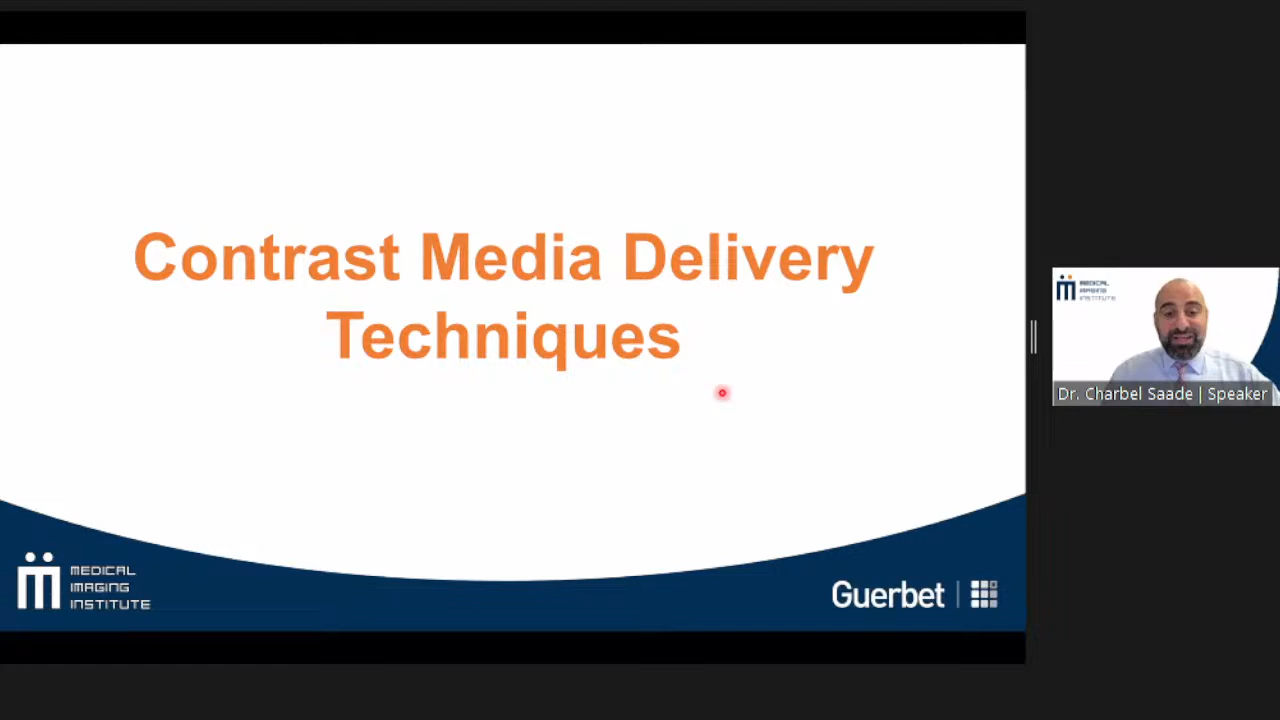 Contrast Media Delivery
Techniques
MEDICAL
IMAGING
INSTITUTE
Guerbet
MEDICAL
IMAGING
INSTITUTE
Dr. Charbel Saade | Speaker |